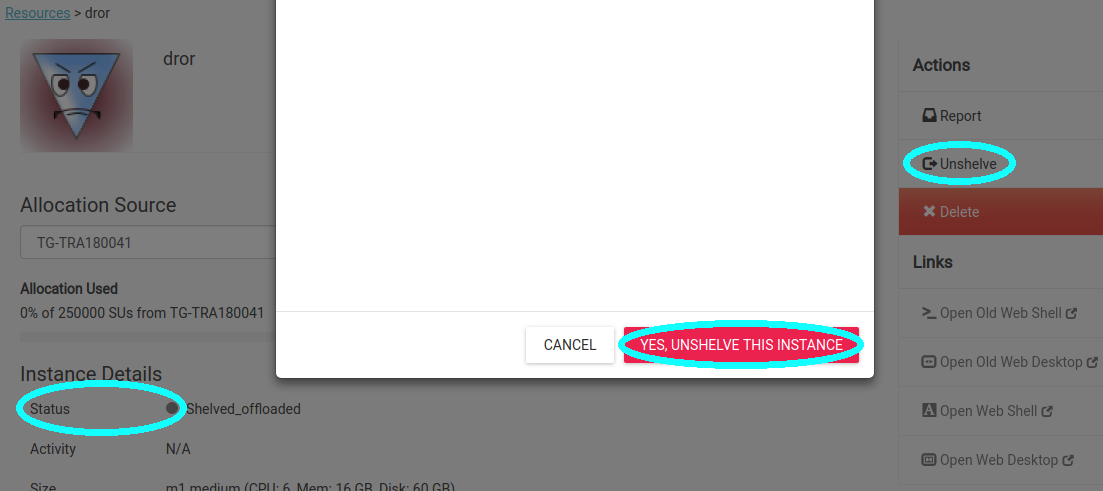 Resources > dror
dror
Allocation Source
TG-TRA180041
Allocation Used
0% of 250000 SUs from TG-TRA180041
Instance Details
Status Shelved_offloaded
Activity N/A
Size m1.medium (CPU: 6, Mem: 16 GB, Disk: 60 GB)
CANCEL
YES, UNSHELVE THIS INSTANCE
Actions
Report
Unshelve
Delete
Links
Open Old Web Shell
Open Old Web Desktop
Open Web Shell
Open Web Desktop